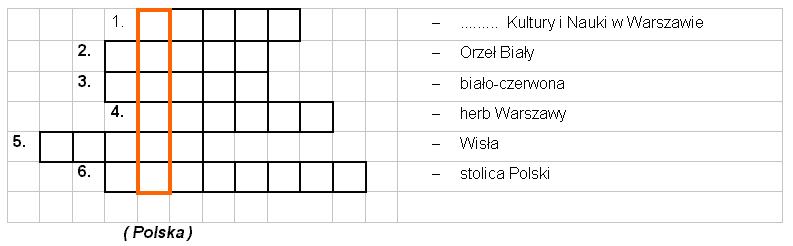 1. – ......... Kultury i Nauki w Warszawie
2. – Orzeł Biały
3. – biało-czerwona
4. – herb Warszawy
5. – Wisła
6. – stolica Polski
( Polska )